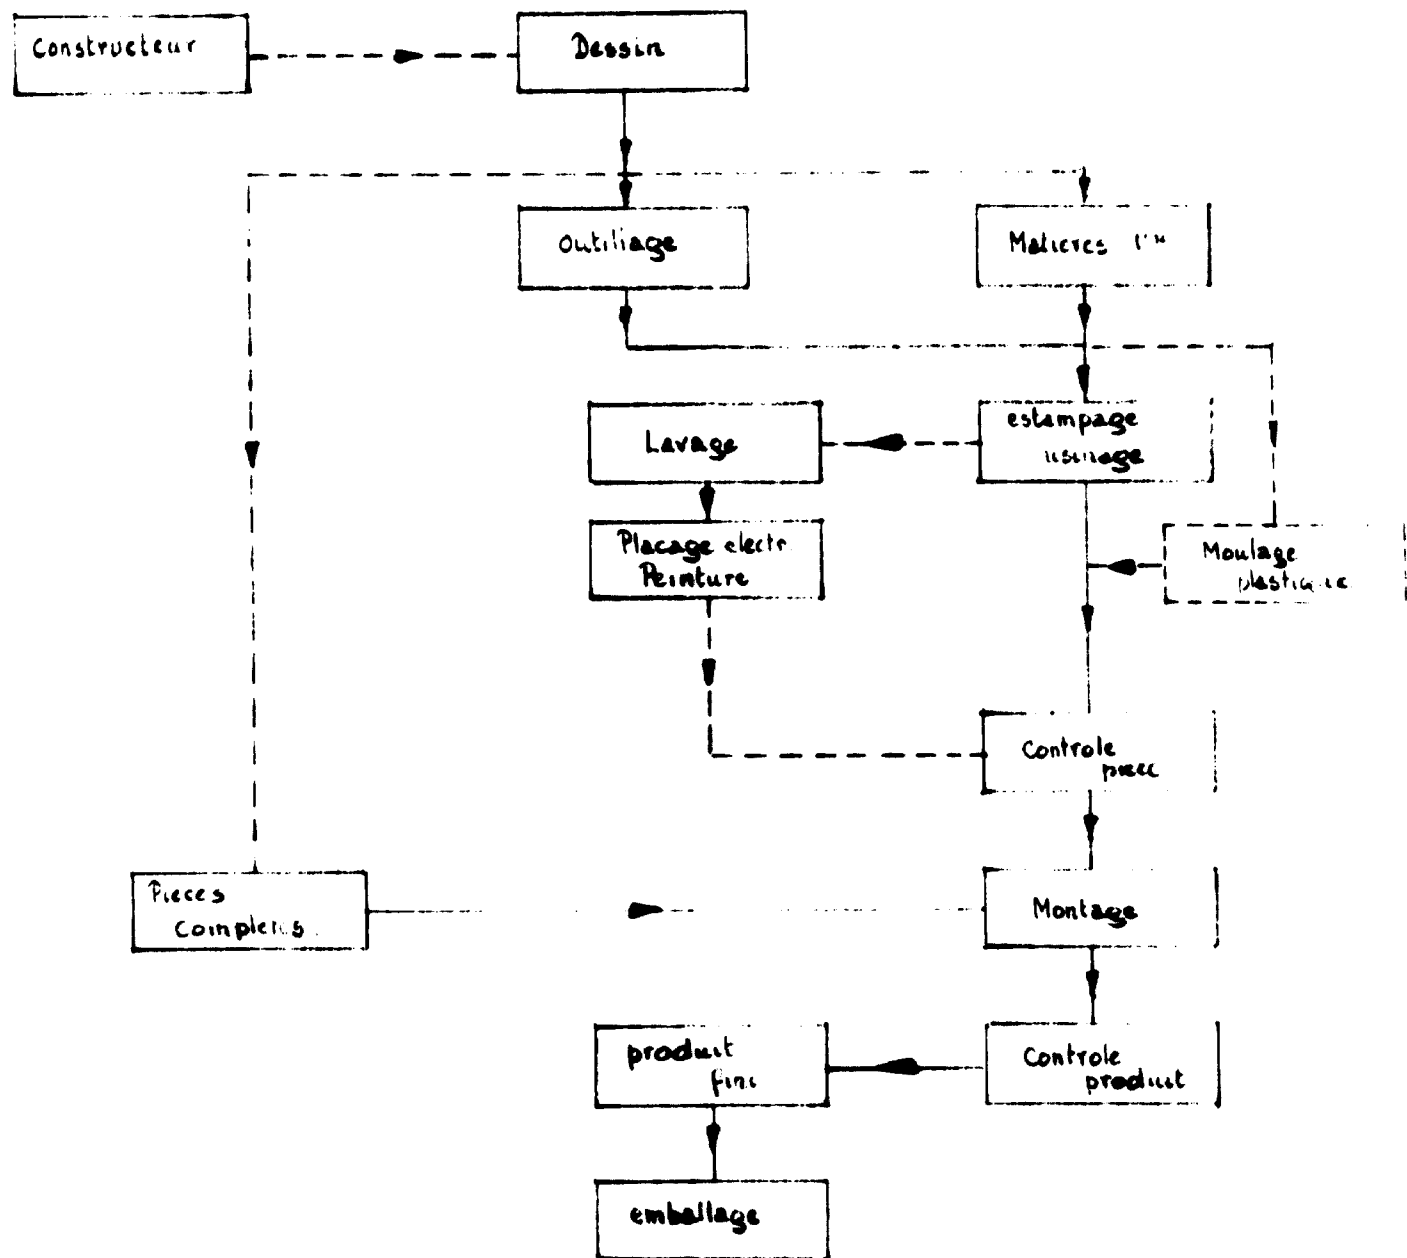 Constructeur
Dessin
Outillage
Matieres
Lavage
estampage
usinage
Placage electr.
Peinture
Moulage
plastique
Controle
piece
Pieces
Montage
produit
fini
Controle
produit
emballage